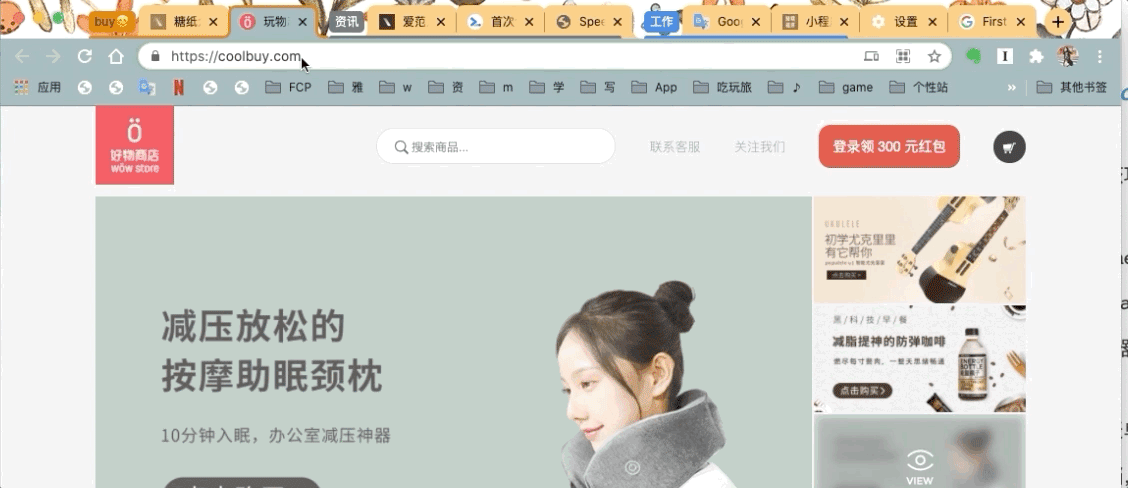 buy😊 糖纸 玩物 资讯 爱范 首次 Spee 工作 Goo 小程 设置 First
https://coolbuy.com
应用 FCP 雅 w 资 m 学 写 App 吃玩旅 ♪ game 个性站 » 其他书签
ö
好物商店
wöw store
搜索商品...
联系客服
关注我们
登录领 300 元红包
减压放松的
按摩助眠颈枕
10分钟入眠，办公室减压神器
UKULELE
初学尤克里里
有它帮你
点击购买 >
黑/科/技/早/餐
减脂提神的防弹咖啡
点击购买 >
ENERGY
BOTTLE
VIEW